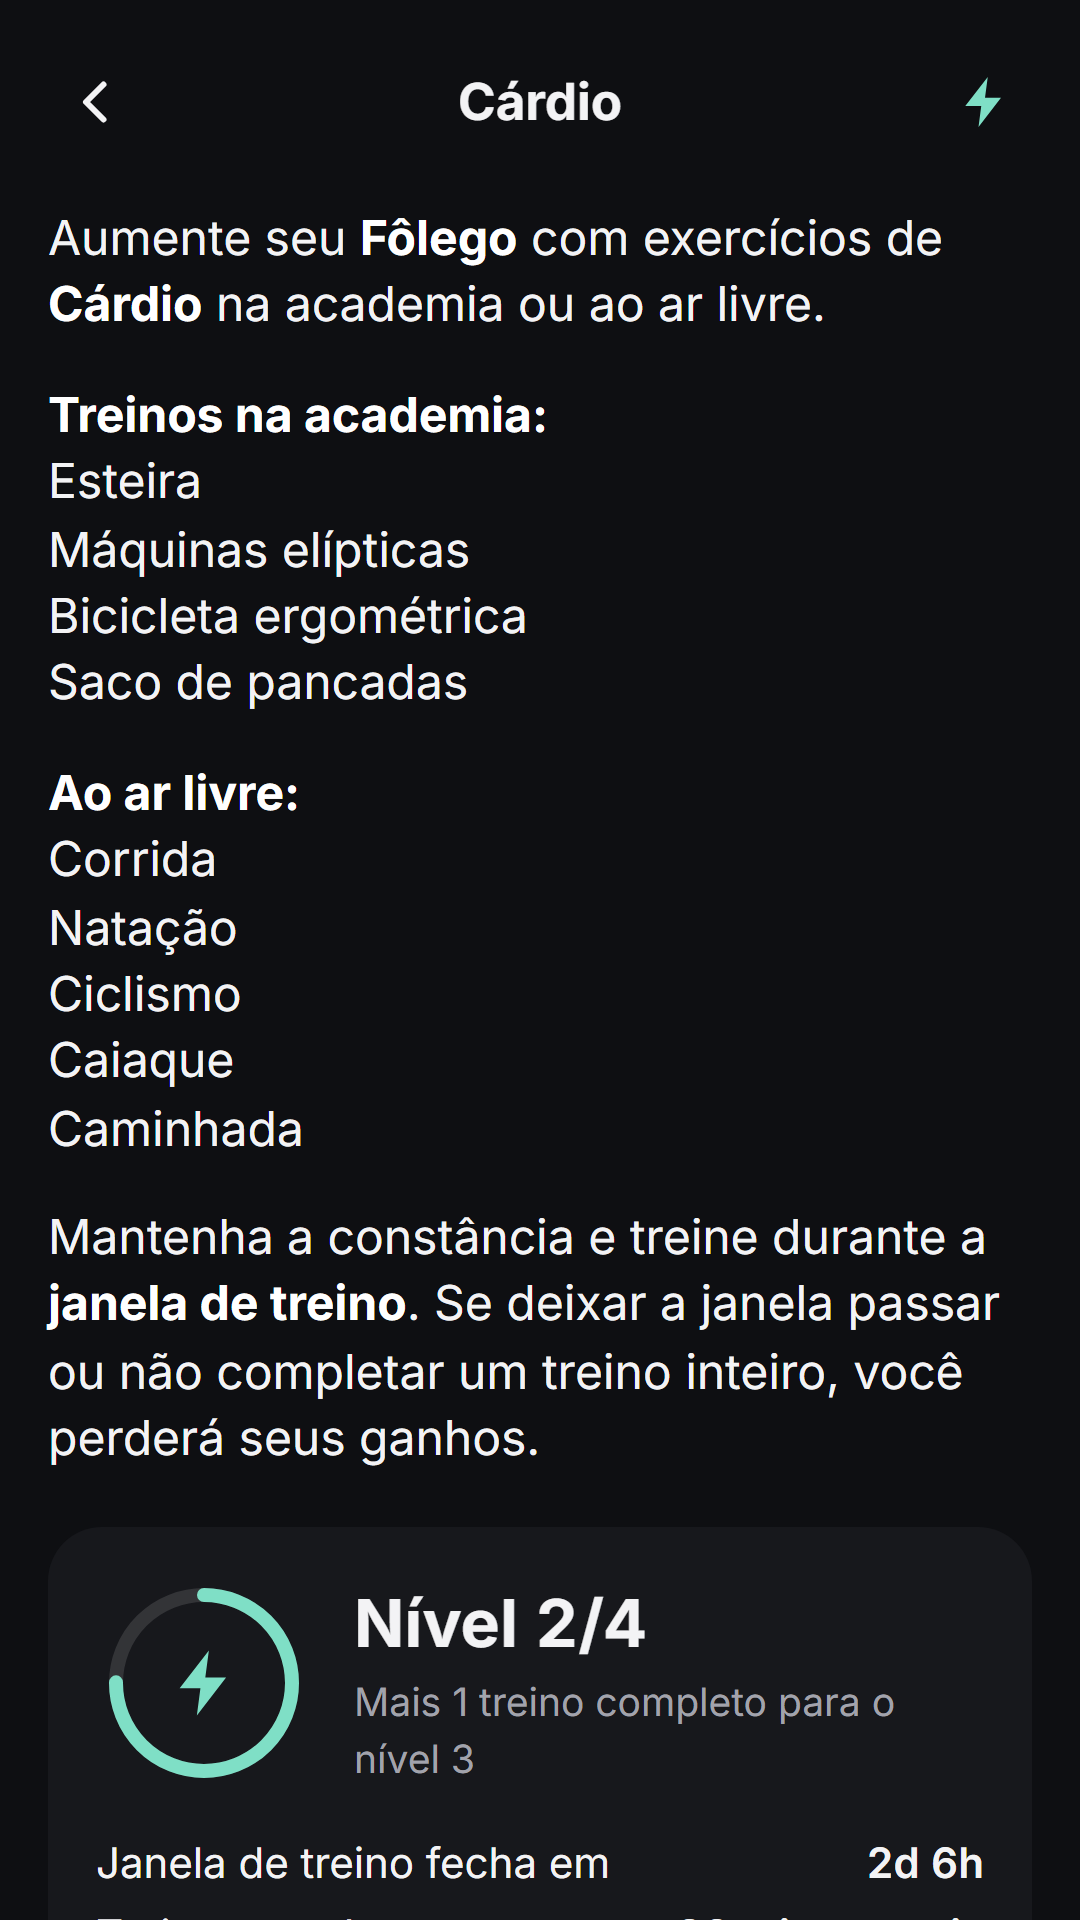 Cárdio
Aumente seu Fôlego com exercícios de
Cárdio na academia ou ao ar livre.
Treinos na academia:
Esteira
Máquinas elípticas
Bicicleta ergométrica
Saco de pancadas
Ao ar livre:
Corrida
Natação
Ciclismo
Caiaque
Caminhada
Mantenha a constância e treine durante a
janela de treino. Se deixar a janela passar
ou não completar um treino inteiro, você
perderá seus ganhos.
Nível 2/4
Mais 1 treino completo para o
nível 3
Janela de treino fecha em
2d 6h